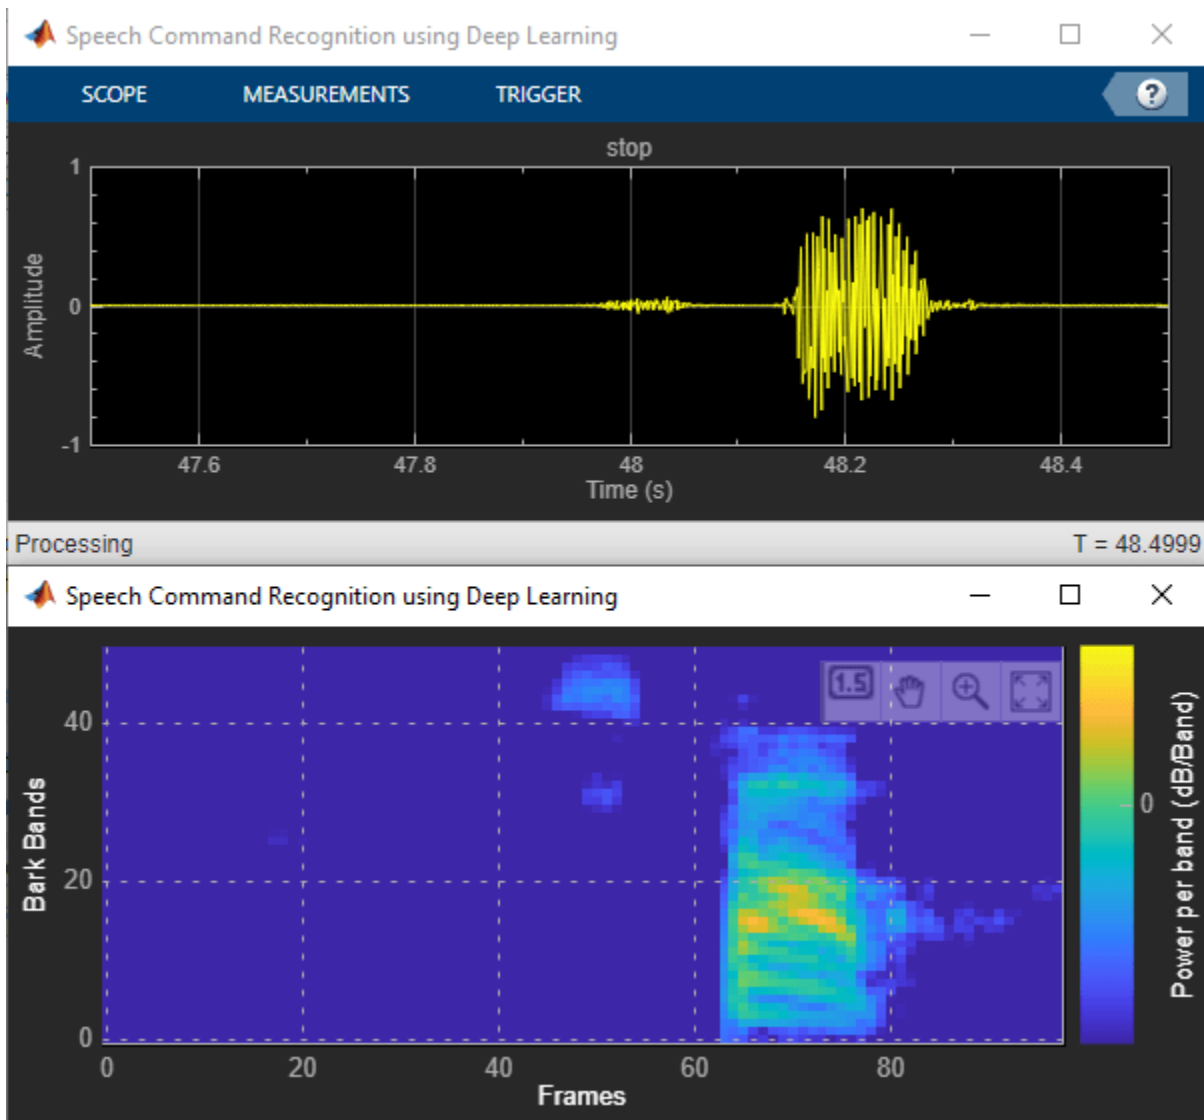 Speech Command Recognition using Deep Learning
SCOPE MEASUREMENTS TRIGGER ?
stop
1
0
-1
Amplitude
47.6 47.8 48 48.2 48.4
Time (s)
Processing T = 48.4999
Speech Command Recognition using Deep Learning
1.5
40
20
0
Bark Bands
0 20 40 60 80
Frames
0
Power per band (dB/Band)